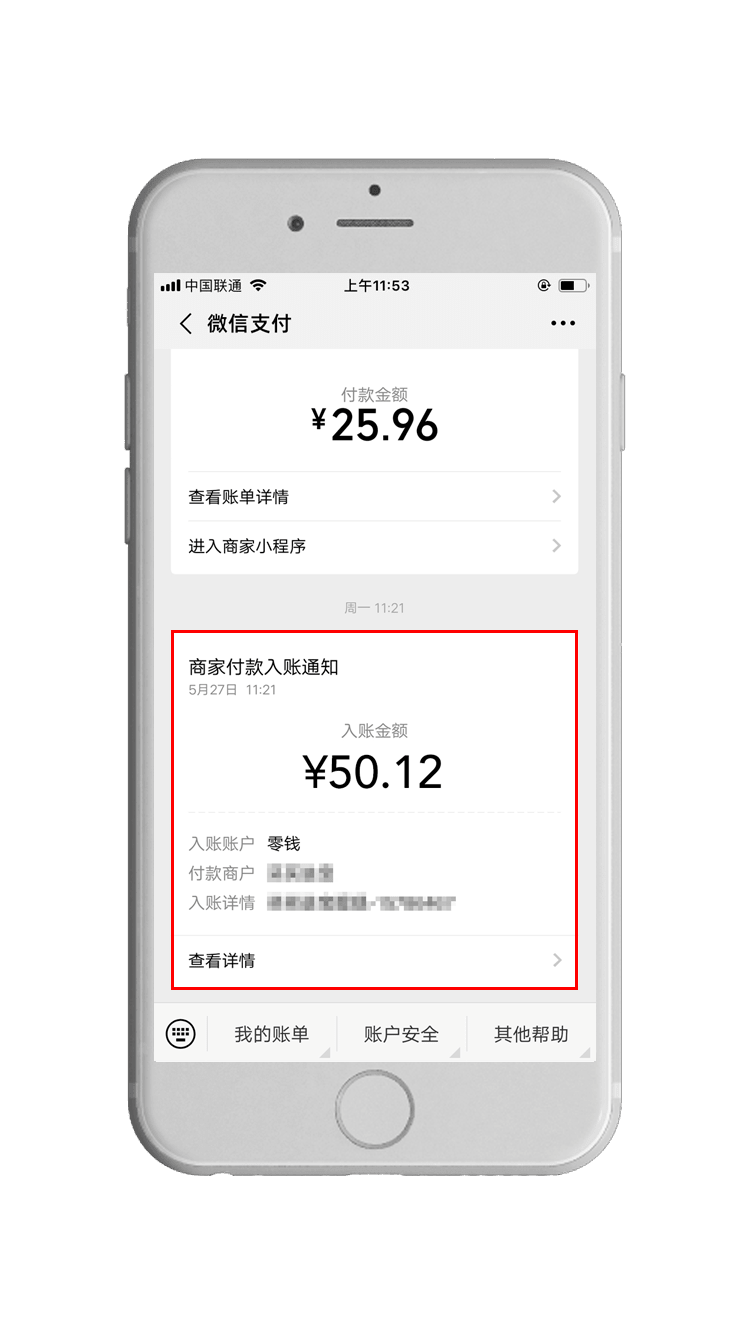 中国联通 上午11:53
微信支付
付款金额
¥25.96
查看账单详情
进入商家小程序
周一 11:21
商家付款入账通知
5月27日 11:21
入账金额
¥50.12
入账账户 零钱
付款商户
入账详情
查看详情
我的账单 账户安全 其他帮助